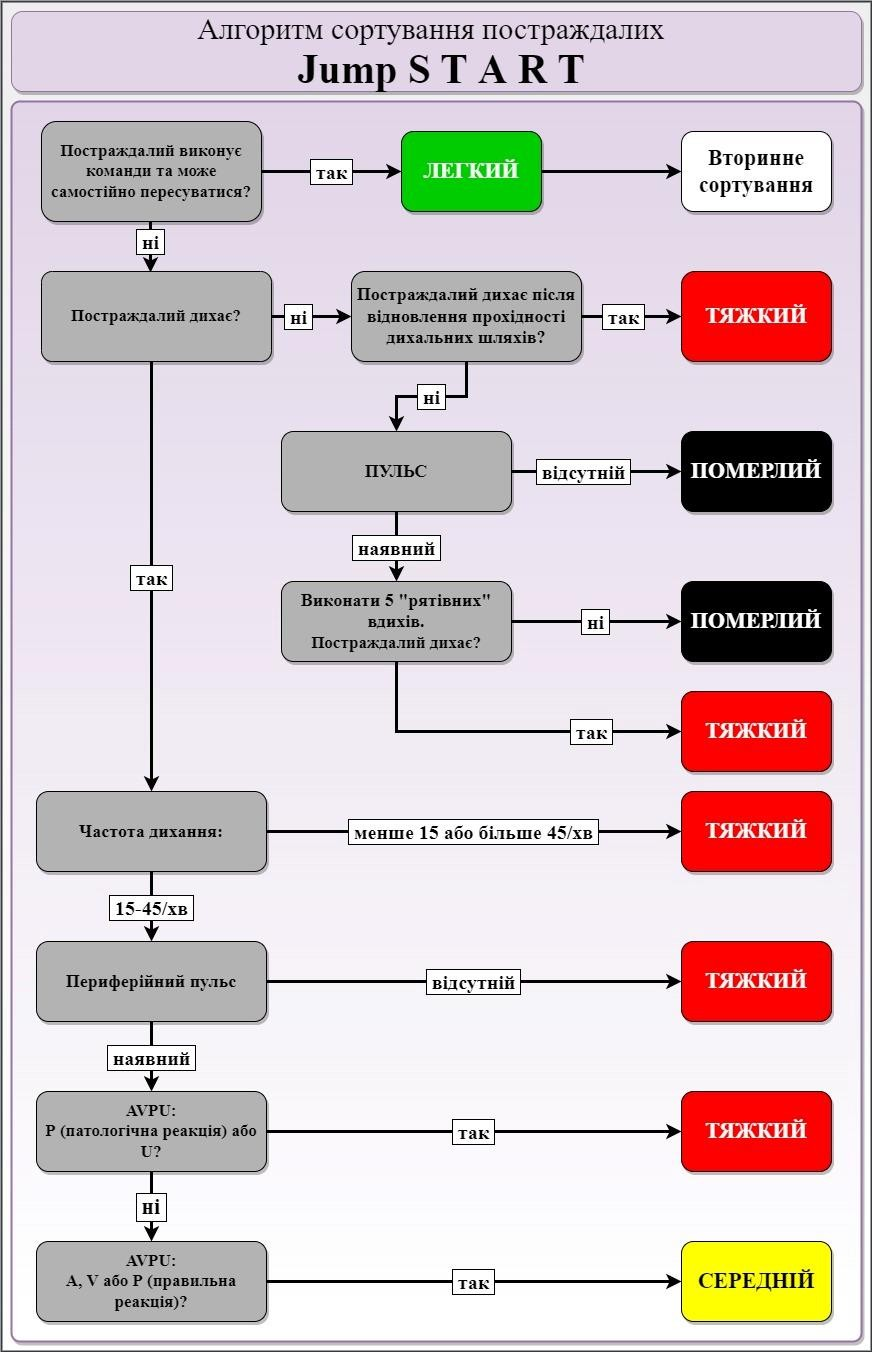 Алгоритм сортування постраждалих
Jump S T A R T
Постраждалий виконує
команди та може
самостійно пересуватися?
так
ЛЕГКИЙ
Вторинне
сортування
ні
Постраждалий дихає?
ні
Постраждалий дихає після
відновлення прохідності
дихальних шляхів?
так
ТЯЖКИЙ
ні
ПУЛЬС
відсутній
ПОМЕРЛИЙ
наявний
так
Виконати 5 "рятівних"
вдихів.
Постраждалий дихає?
ні
ПОМЕРЛИЙ
так
ТЯЖКИЙ
Частота дихання:
менше 15 або більше 45/хв
ТЯЖКИЙ
15-45/хв
Периферійний пульс
відсутній
ТЯЖКИЙ
наявний
AVPU:
P (патологічна реакція) або
U?
так
ТЯЖКИЙ
ні
AVPU:
A, V або P (правильна
реакція)?
так
СЕРЕДНІЙ